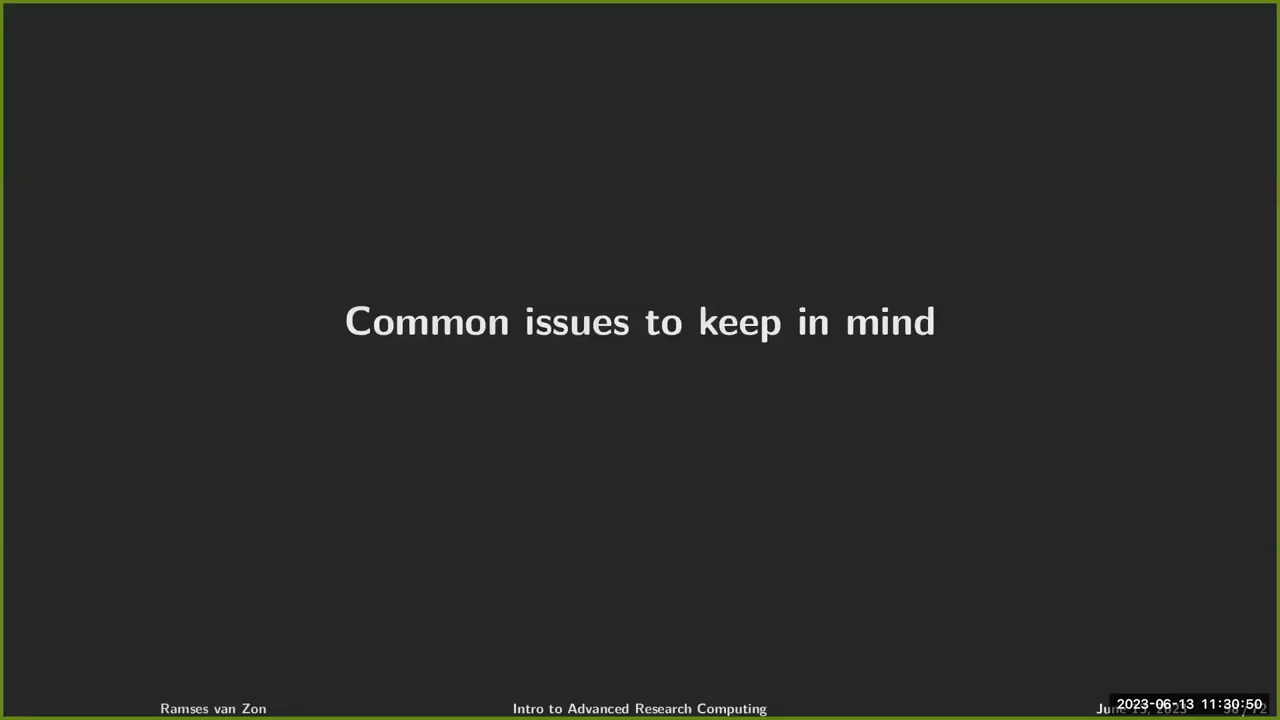 Common issues to keep in mind
Ramses van Zon
Intro to Advanced Research Computing
2023-06-13 11:30:50